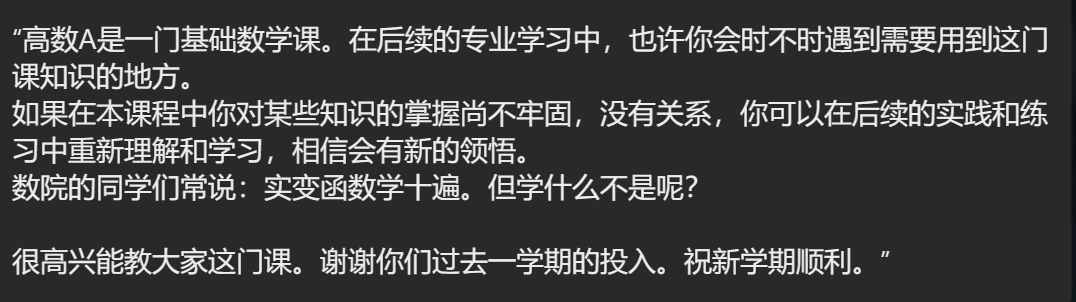 “高数A是一门基础数学课。在后续的专业学习中，也许你会时不时遇到需要用到这门
课知识的地方。
如果在本课程中你对某些知识的掌握尚不牢固，没有关系，你可以在后续的实践和练
习中重新理解和学习，相信会有新的领悟。
数院的同学们常说：实变函数学十遍。但学什么不是呢？
很高兴能教大家这门课。谢谢你们过去一学期的投入。祝新学期顺利。”